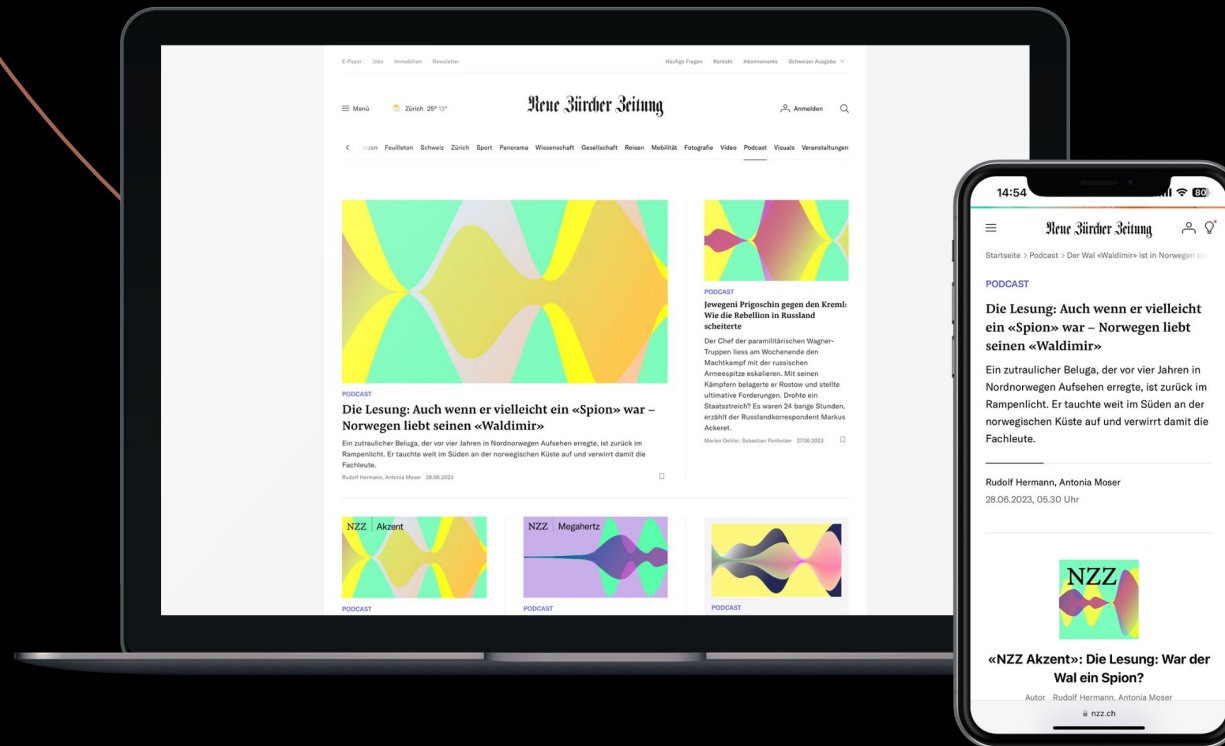 E-Paper Jobs Immobilien Newsletter
Häufige Fragen Kontakt Abonnemente Schweizer Ausgabe
Menü Zürich 25° 13° Neue Zürcher Zeitung Anmelden
Feuilleton Schweiz Zürich Sport Panorama Wissenschaft Gesellschaft Reisen Mobilität Fotografie Video Podcast Visuals Veranstaltungen
PODCAST
Die Lesung: Auch wenn er vielleicht ein «Spion» war –
Norwegen liebt seinen «Waldimir»
Ein zutraulicher Beluga, der vor vier Jahren in Nordnorwegen Aufsehen erregte, ist zurück im
Rampenlicht. Er tauchte weit im Süden an der norwegischen Küste auf und verwirrt damit die
Fachleute.
Rudolf Hermann, Antonia Moser 28.06.2023
PODCAST
Jewgeni Prigoschin gegen den Kreml:
Wie die Rebellion in Russland
scheiterte
Der Chef der paramilitärischen Wagner-
Truppen liess am Wochenende den
Machtkampf mit der russischen
Armeespitze eskalieren. Mit seinen
Kämpfern belagerte er Rostow und stellte
ultimative Forderungen. Drohte ein
Staatsstreich? Es waren 24 bange Stunden,
erzählt der Russlandkorrespondent Markus
Ackeret.
Marlen Oehler, Sebastian Panholzer 27.06.2023
NZZ Akzent
PODCAST
NZZ Megahertz
PODCAST
PODCAST
14:54 80
Neue Zürcher Zeitung
Startseite > Podcast > Der Wal «Waldimir» ist in Norwegen
PODCAST
Die Lesung: Auch wenn er vielleicht
ein «Spion» war – Norwegen liebt
seinen «Waldimir»
Ein zutraulicher Beluga, der vor vier Jahren in
Nordnorwegen Aufsehen erregte, ist zurück im
Rampenlicht. Er tauchte weit im Süden an der
norwegischen Küste auf und verwirrt damit die
Fachleute.
Rudolf Hermann, Antonia Moser
28.06.2023, 05.30 Uhr
NZZ
«NZZ Akzent»: Die Lesung: War der
Wal ein Spion?
Autor Rudolf Hermann, Antonia Moser
nzz.ch